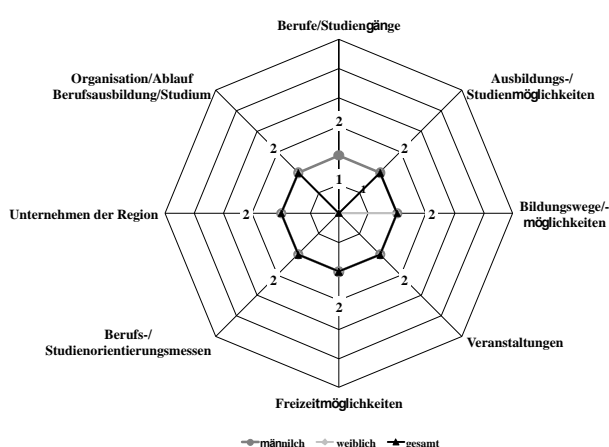 Berufe/Studiengänge
Organisation/Ablauf
Berufsausbildung/Studium
Ausbildungs-/
Studienmöglichkeiten
2
2
2
1
1
Unternehmen der Region
2
2
Bildungswege/-
möglichkeiten
2
2
2
Berufs-/
Studienorientierungsmessen
Veranstaltungen
Freizeitmöglichkeiten
männilch
weiblich
gesamt